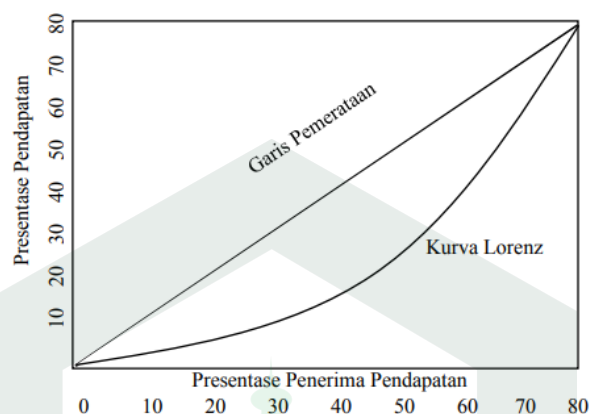 80
70
60
50
40
30
20
10
Presentase Pendapatan
Garis Pemerataan
Kurva Lorenz
Presentase Penerima Pendapatan
0 10 20 30 40 50 60 70 80